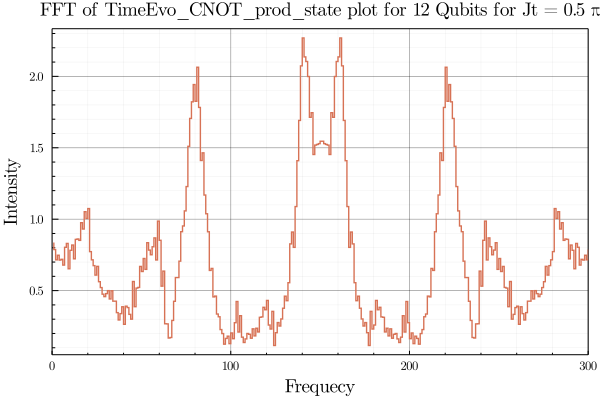 FFT of TimeEvo_CNOT_prod_state plot for 12 Qubits for Jt = 0.5 π
2.0
1.5
1.0
0.5
Intensity
0 100 200 300
Frequecy